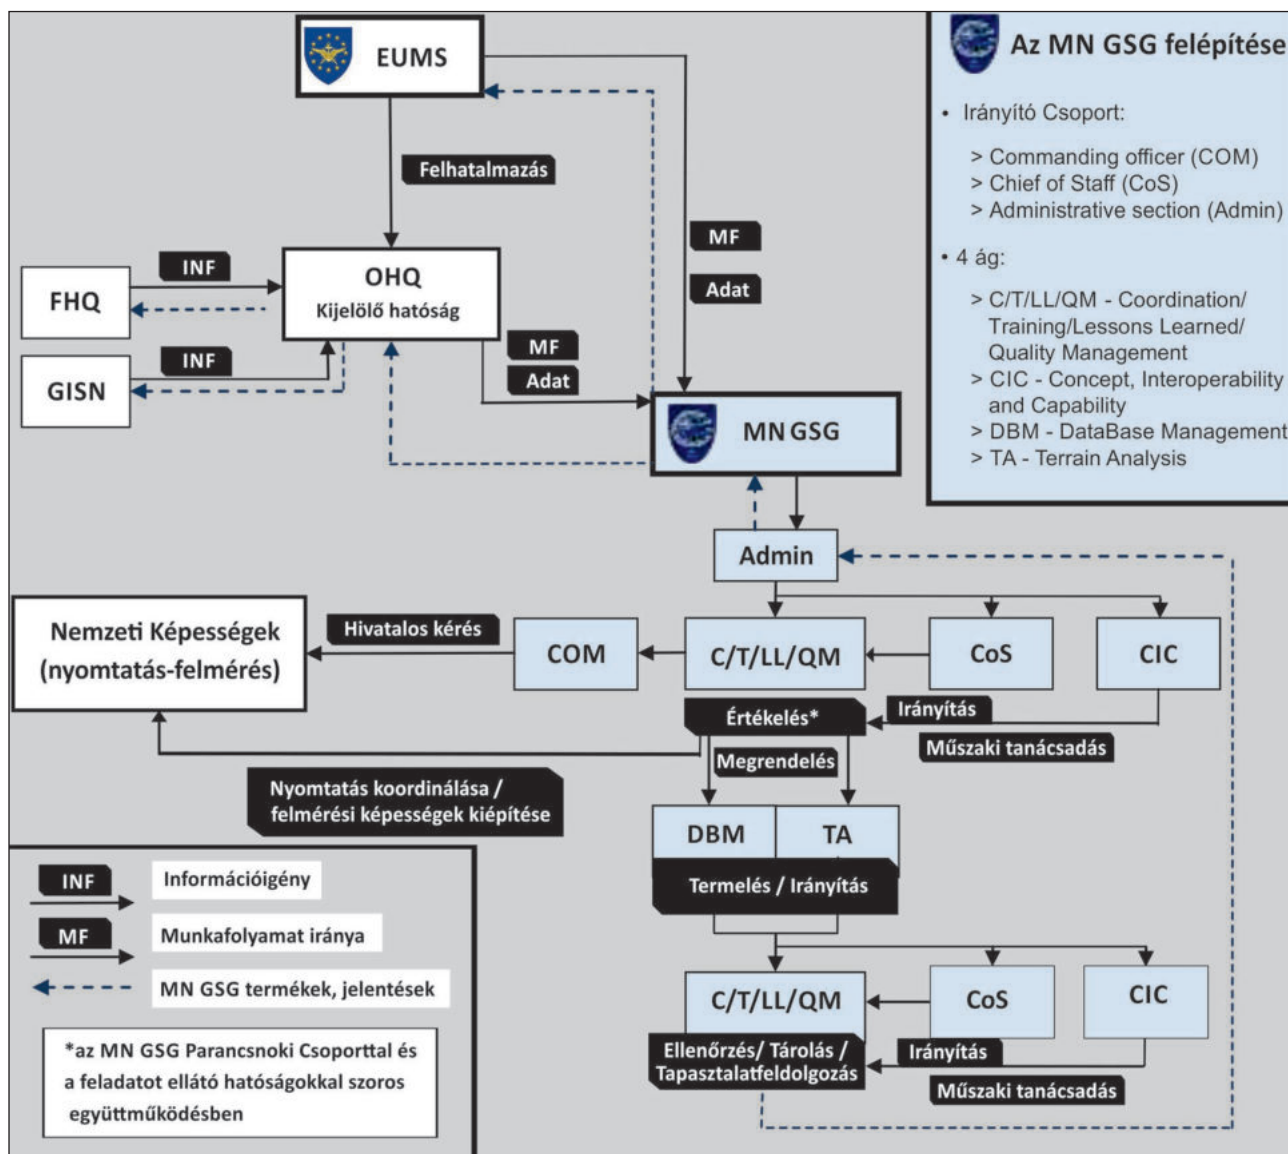 EUMS
Az MN GSG felépítése
• Irányító Csoport:
> Commanding officer (COM)
> Chief of Staff (CoS)
> Administrative section (Admin)
• 4 ág:
> C/T/LL/QM - Coordination/
Training/Lessons Learned/
Quality Management
> CIC - Concept, Interoperability
and Capability
> DBM - DataBase Management
> TA - Terrain Analysis
Felhatalmazás
MF
Adat
INF
FHQ
OHQ
Kijelölő hatóság
INF
GISN
MF
Adat
MN GSG
Admin
Nemzeti Képességek
(nyomtatás-felmérés)
Hivatalos kérés
COM
C/T/LL/QM
CoS
CIC
Értékelés*
Irányítás
Műszaki tanácsadás
Megrendelés
Nyomtatás koordinálása /
felmérési képességek kiépítése
DBM
TA
Termelés / Irányítás
C/T/LL/QM
CoS
CIC
Ellenőrzés/ Tárolás /
Tapasztalatfeldolgozás
Irányítás
Műszaki tanácsadás
INF
Információigény
MF
Munkafolyamat iránya
MN GSG termékek, jelentések
*az MN GSG Parancsnoki Csoporttal és
a feladatot ellátó hatóságokkal szoros
együttműködésben